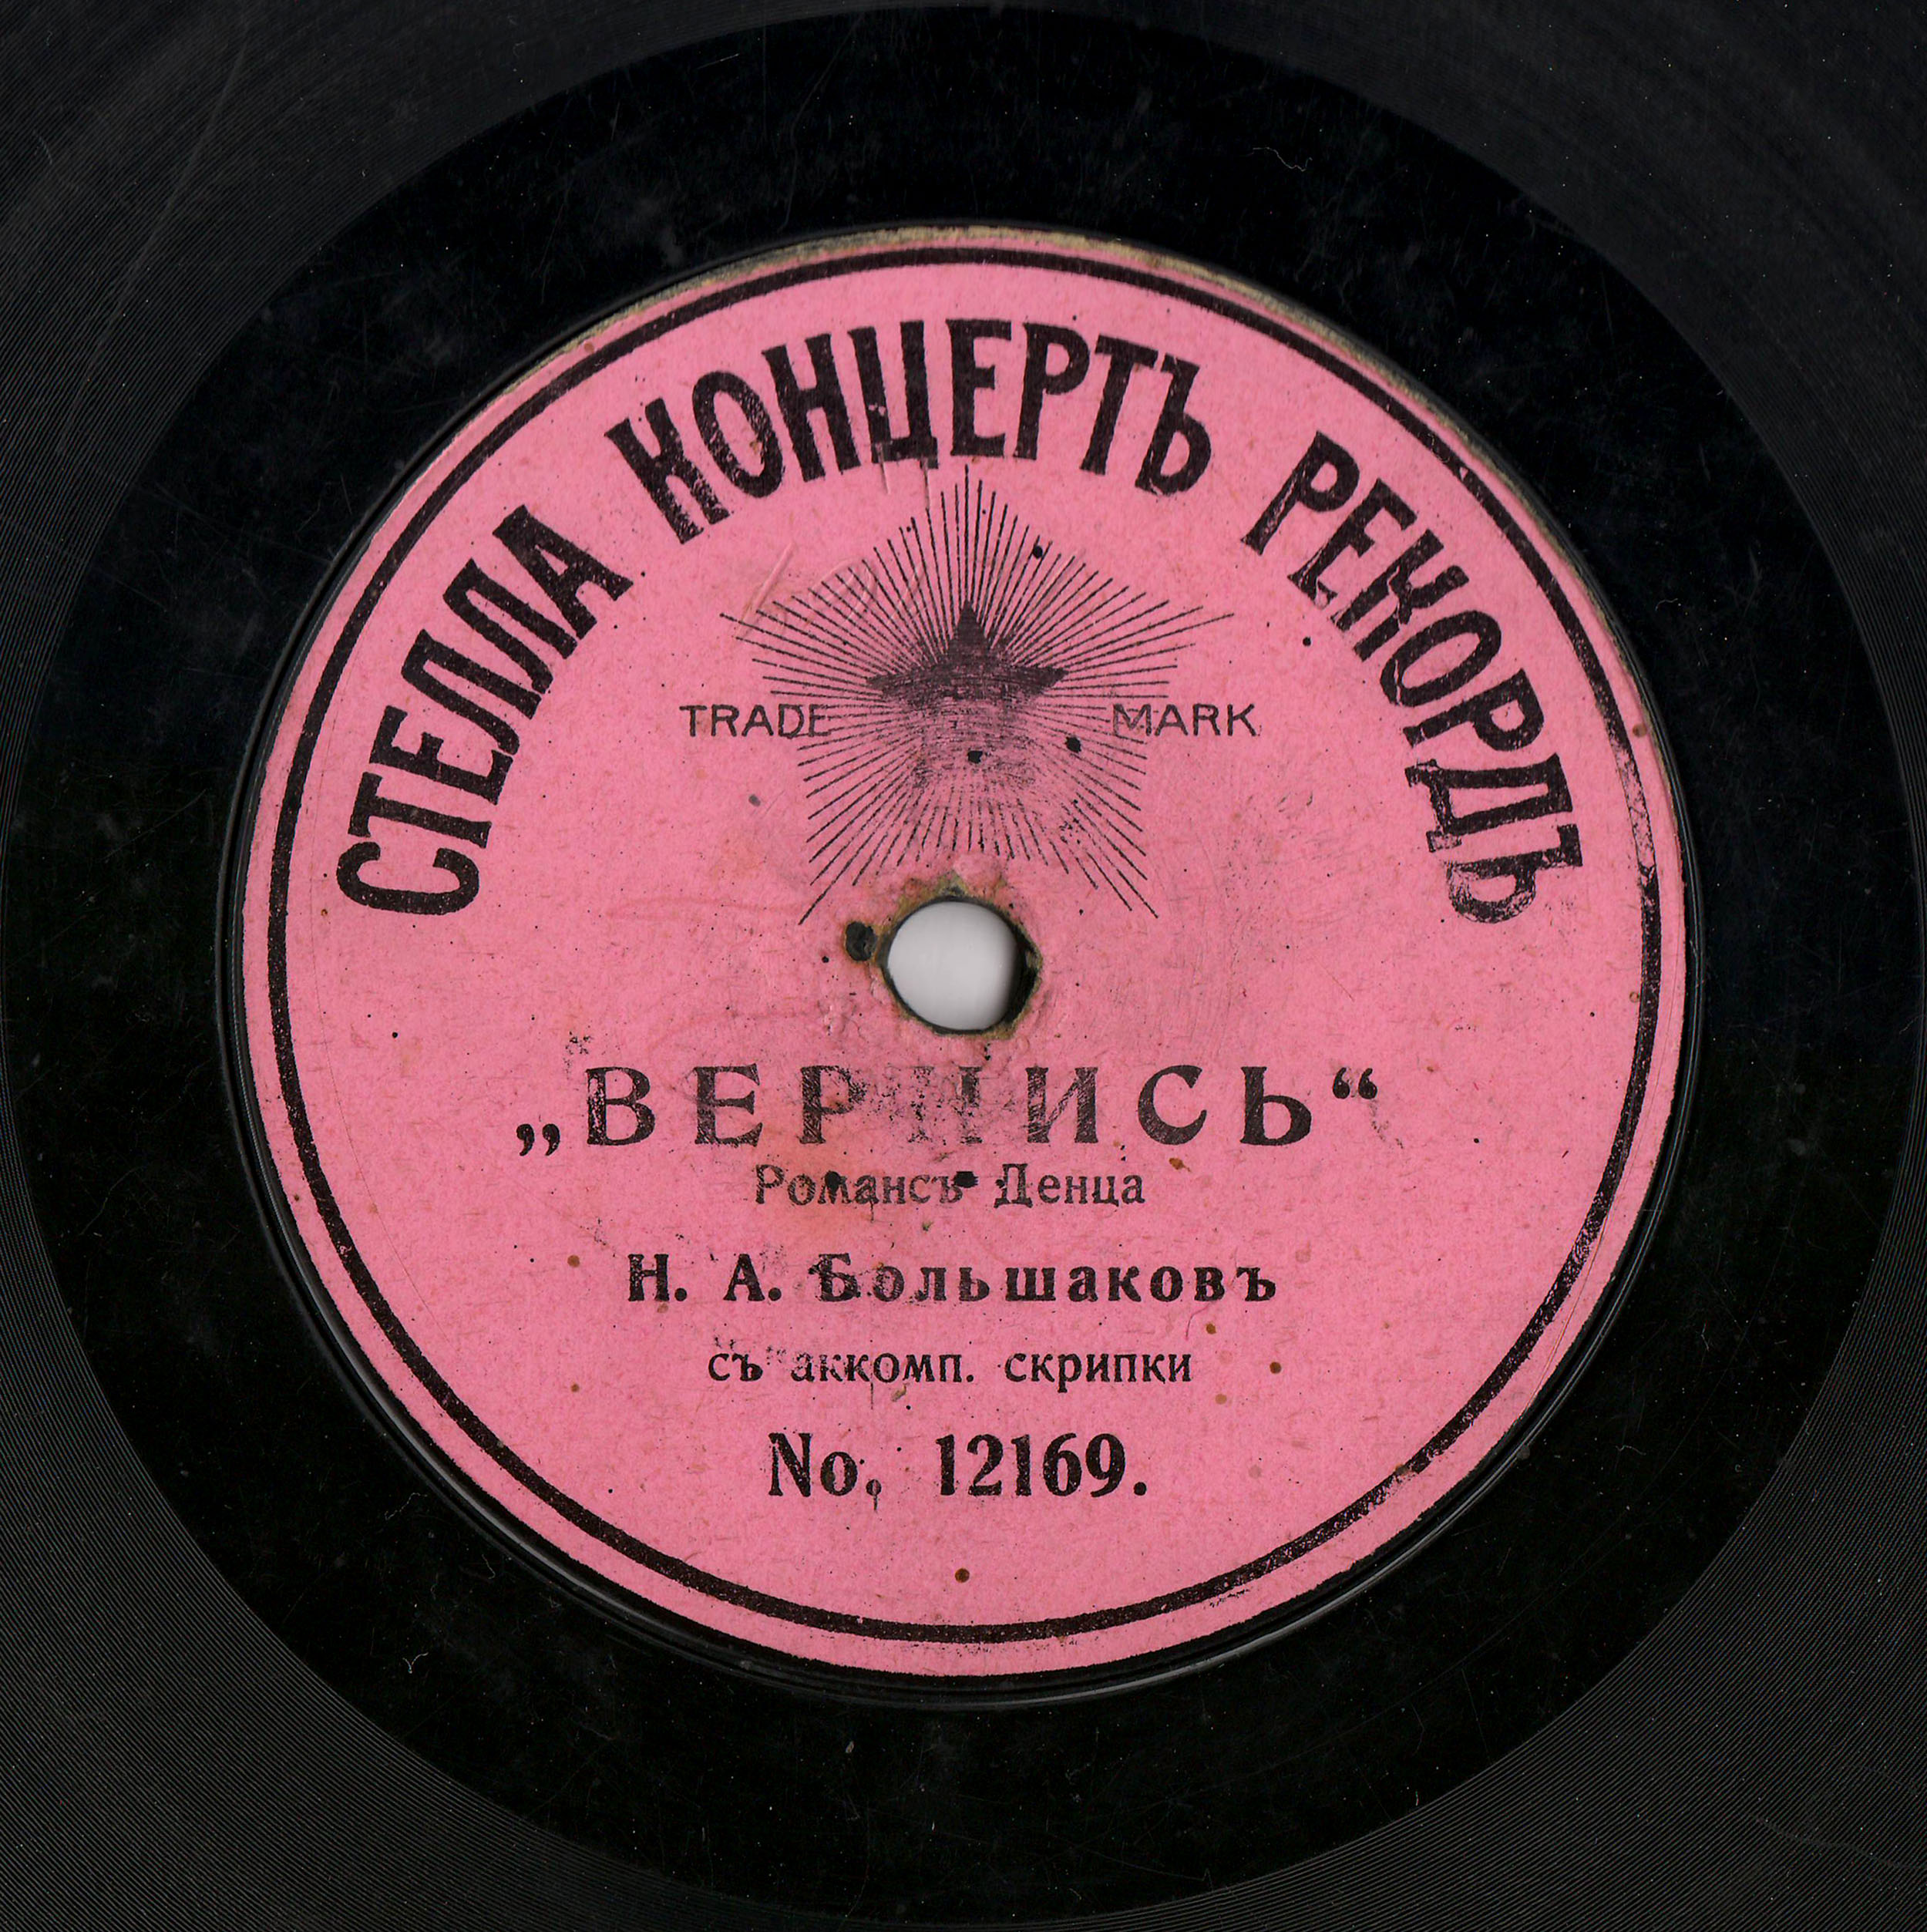 СТЕЛЛА КОНЦЕРТЪ РЕКОРДЪ
TRADE MARK
„ВЕРНИСЬ“
Романсъ Денца
Н. А. Большаковъ
съ аккомп. скрипки
No. 12169.